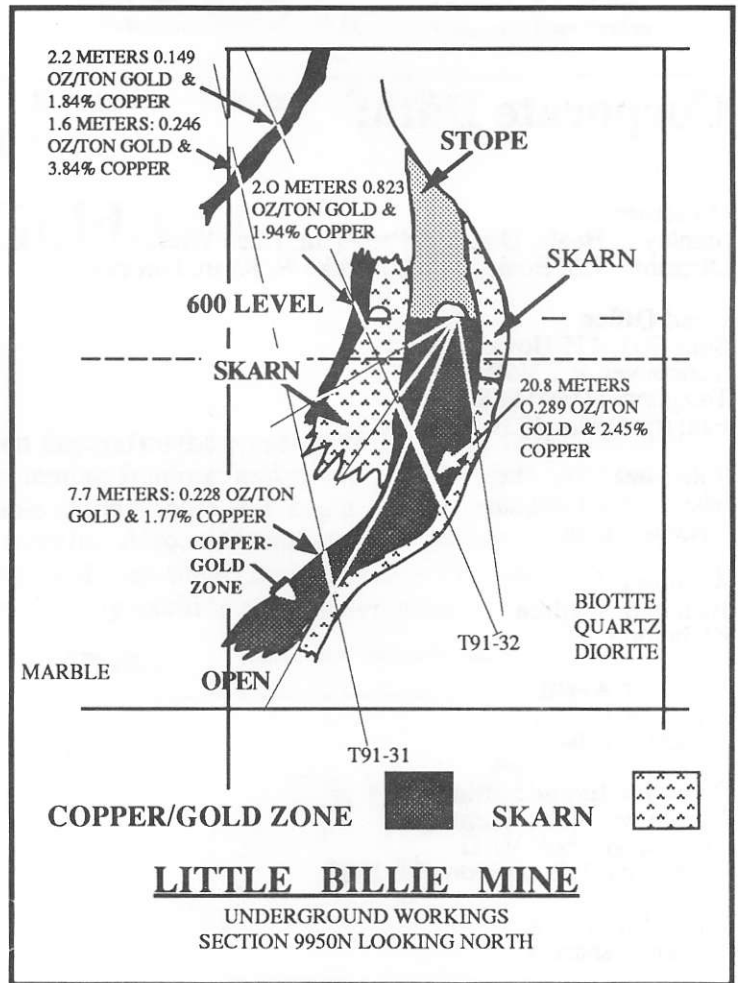 2.2 METERS 0.149
OZ/TON GOLD &
1.84% COPPER
1.6 METERS: 0.246
OZ/TON GOLD &
3.84% COPPER
STOPE
2.O METERS 0.823
OZ/TON GOLD &
1.94% COPPER
SKARN
600 LEVEL
SKARN
20.8 METERS
O.289 OZ/TON
GOLD & 2.45%
COPPER
7.7 METERS: 0.228 OZ/TON
GOLD & 1.77% COPPER
COPPER-
GOLD
ZONE
BIOTITE
QUARTZ
DIORITE
T91-32
MARBLE
OPEN
T91-31
COPPER/GOLD ZONE
SKARN
LITTLE BILLIE MINE
UNDERGROUND WORKINGS
SECTION 9950N LOOKING NORTH